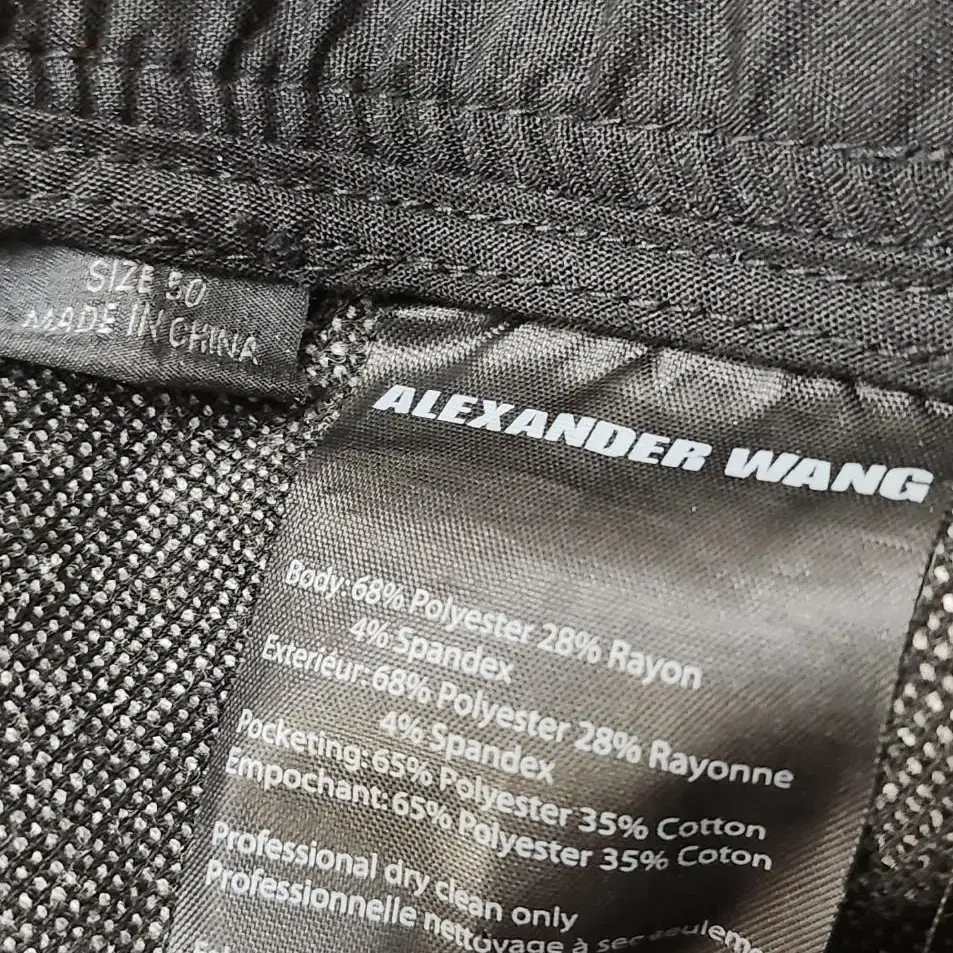 SIZE 50
MADE IN CHINA
ALEXANDER WANG
Body: 68% Polyester 28% Rayon
4% Spandex
Exterieur: 68% Polyester 28% Rayonne
4% Spandex
Pocketing: 65% Polyester 35% Cotton
Empochant: 65% Polyester 35% Coton
Professional dry clean only
Professionnelle nettoyage à sec